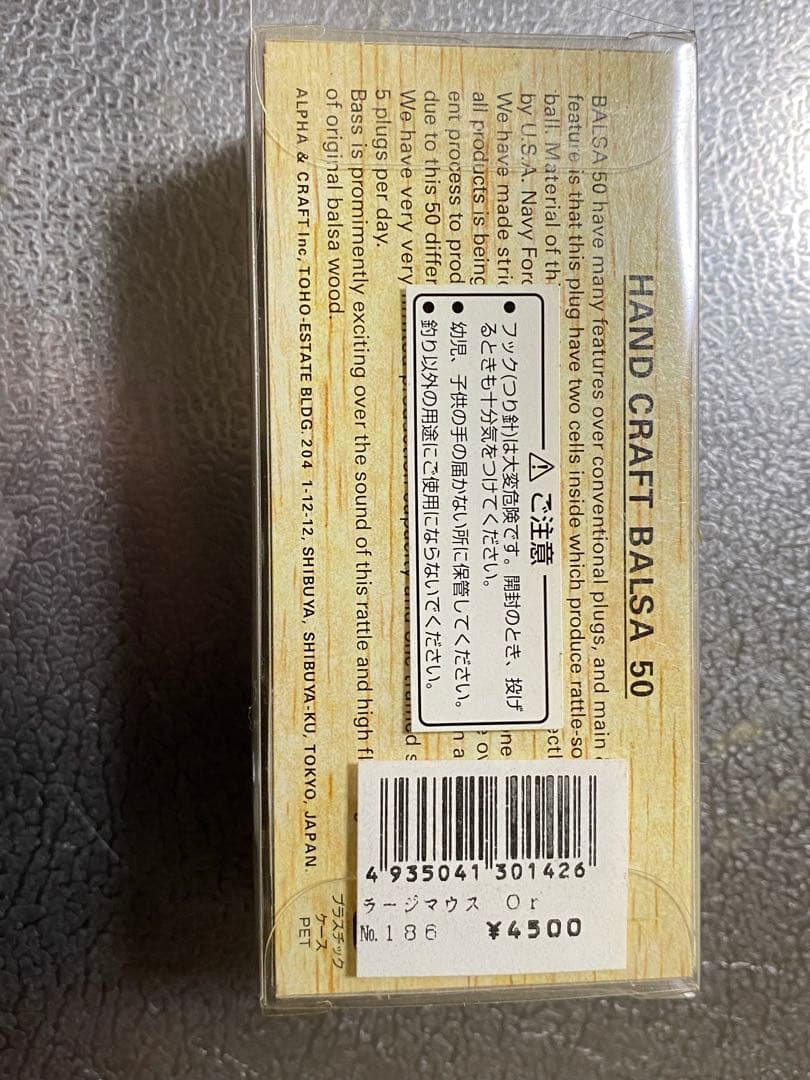 HAND CRAFT BALSA 50
BALSA 50 have many features over conventional plugs, and main
feature is that this plug have two cells inside which produce rattle-so
ball. Material of th
by U.S.A. Navy For
We have made stri
all products is being
ent process to prod
due to this 50 differ
We have very very
5 plugs per day.
Bass is promimently exciting over the sound of this rattle and high fl
of original balsa wood.
ALPHA & CRAFT Inc, TOHO-ESTATE BLDG. 204 1-12-12, SHIBUYA, SHIBUYA-KU, TOKYO, JAPAN.
⚠ ご注意
● フック(つり針)は大変危険です。開封のとき、投げ
るときも十分気をつけてください。
● 幼児、子供の手の届かない所に保管してください。
● 釣り以外の用途にご使用にならないでください。
4 935041 301426
ラージマウス Or
№186 ¥4500
プラスチック
ケース
PET